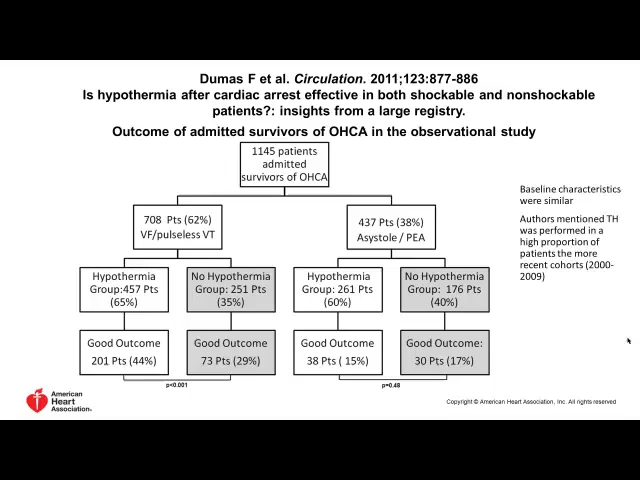 Dumas F et al. Circulation. 2011;123:877-886
Is hypothermia after cardiac arrest effective in both shockable and nonshockable
patients?: insights from a large registry.
Outcome of admitted survivors of OHCA in the observational study
1145 patients
admitted
survivors of OHCA
708 Pts (62%)
VF/pulseless VT
437 Pts (38%)
Asystole / PEA
Hypothermia
Group:457 Pts
(65%)
No Hypothermia
Group: 251 Pts
(35%)
Hypothermia
Group: 261 Pts
(60%)
No Hypothermia
Group: 176 Pts
(40%)
Good Outcome
201 Pts (44%)
Good Outcome
73 Pts (29%)
Good Outcome
38 Pts ( 15%)
Good Outcome:
30 Pts (17%)
p<0.001
p=0.48
Baseline characteristics
were similar
Authors mentioned TH
was performed in a
high proportion of
patients the more
recent cohorts (2000-
2009)
American
Heart
Association®
Copyright © American Heart Association, Inc. All rights reserved